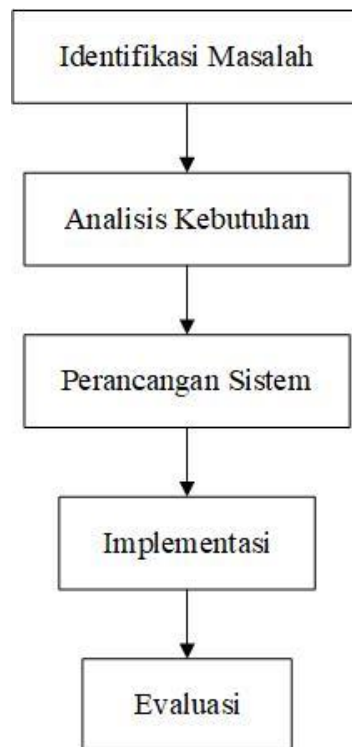 Identifikasi Masalah
Analisis Kebutuhan
Perancangan Sistem
Implementasi
Evaluasi